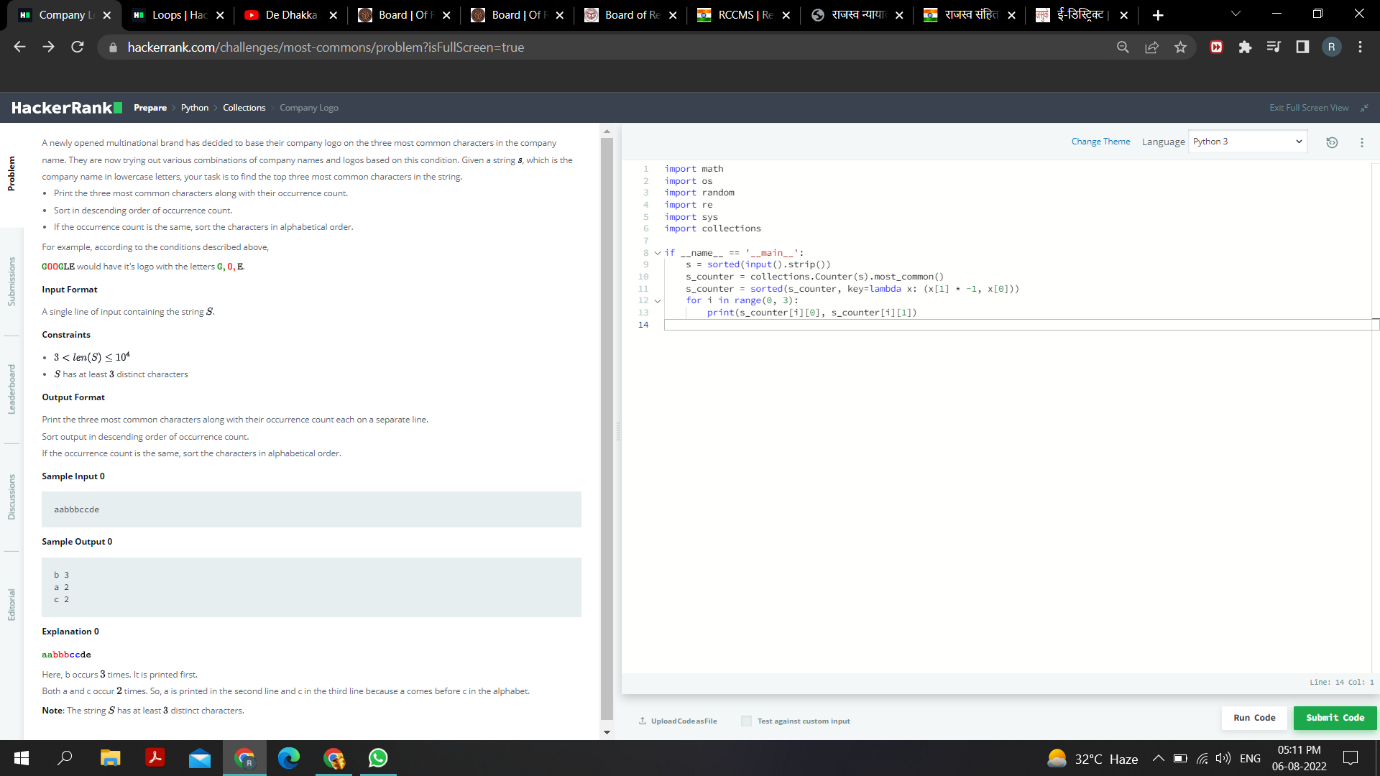 Company L
Loops | Hac
De Dhakka
Board | Of R
Board | Of R
Board of Re
RCCMS | Re
राजस्व न्याया
राजस्व संहित
ई-डिस्ट्रिक्ट |
hackerrank.com/challenges/most-commons/problem?isFullScreen=true
R
HackerRank
Prepare > Python > Collections > Company Logo
Exit Full Screen View
Problem
Submissions
Leaderboard
Discussions
Editorial
A newly opened multinational brand has decided to base their company logo on the three most common characters in the company
name. They are now trying out various combinations of company names and logos based on this condition. Given a string s, which is the
company name in lowercase letters, your task is to find the top three most common characters in the string.
• Print the three most common characters along with their occurrence count.
• Sort in descending order of occurrence count.
• If the occurrence count is the same, sort the characters in alphabetical order.
For example, according to the conditions described above,
GOOGLE would have it's logo with the letters G, O, E.
Input Format
A single line of input containing the string S.
Constraints
• 3 < len(S) ≤ 10⁴
• S has at least 3 distinct characters
Output Format
Print the three most common characters along with their occurrence count each on a separate line.
Sort output in descending order of occurrence count.
If the occurrence count is the same, sort the characters in alphabetical order.
Sample Input 0
aabbbccde
Sample Output 0
b 3
a 2
c 2
Explanation 0
aabbbccde
Here, b occurs 3 times. It is printed first.
Both a and c occur 2 times. So, a is printed in the second line and c in the third line because a comes before c in the alphabet.
Note: The string S has at least 3 distinct characters.
Change Theme Language Python 3
1 import math
2 import os
3 import random
4 import re
5 import sys
6 import collections
7
8 if __name__ == '__main__':
9 s = sorted(input().strip())
10 s_counter = collections.Counter(s).most_common()
11 s_counter = sorted(s_counter, key=lambda x: (x[1] * -1, x[0]))
12 for i in range(0, 3):
13 print(s_counter[i][0], s_counter[i][1])
14
Line: 14 Col: 1
Upload Code as File
Test against custom input
Run Code
Submit Code
32°C Haze
ENG
05:11 PM
06-08-2022